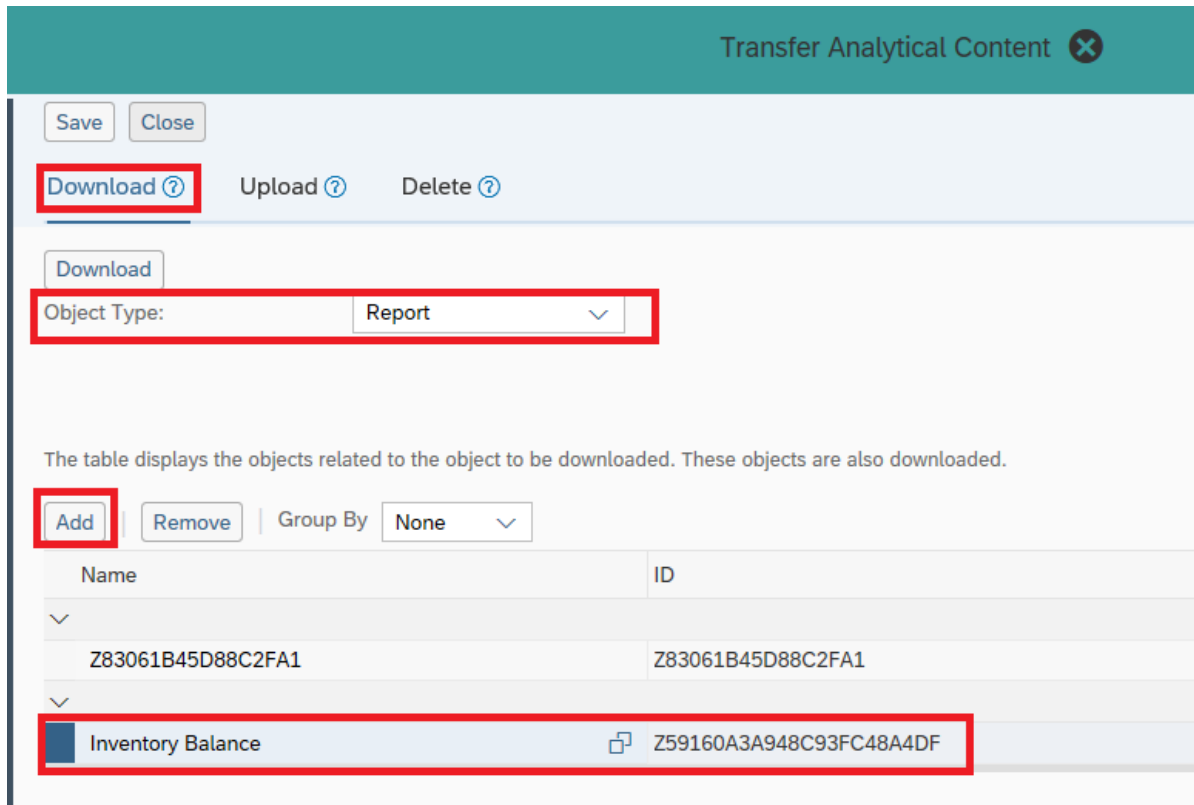 Transfer Analytical Content
Save Close
Download Upload Delete
Download
Object Type: Report
The table displays the objects related to the object to be downloaded. These objects are also downloaded.
Add Remove Group By None
Name ID
Z83061B45D88C2FA1 Z83061B45D88C2FA1
Inventory Balance Z59160A3A948C93FC48A4DF